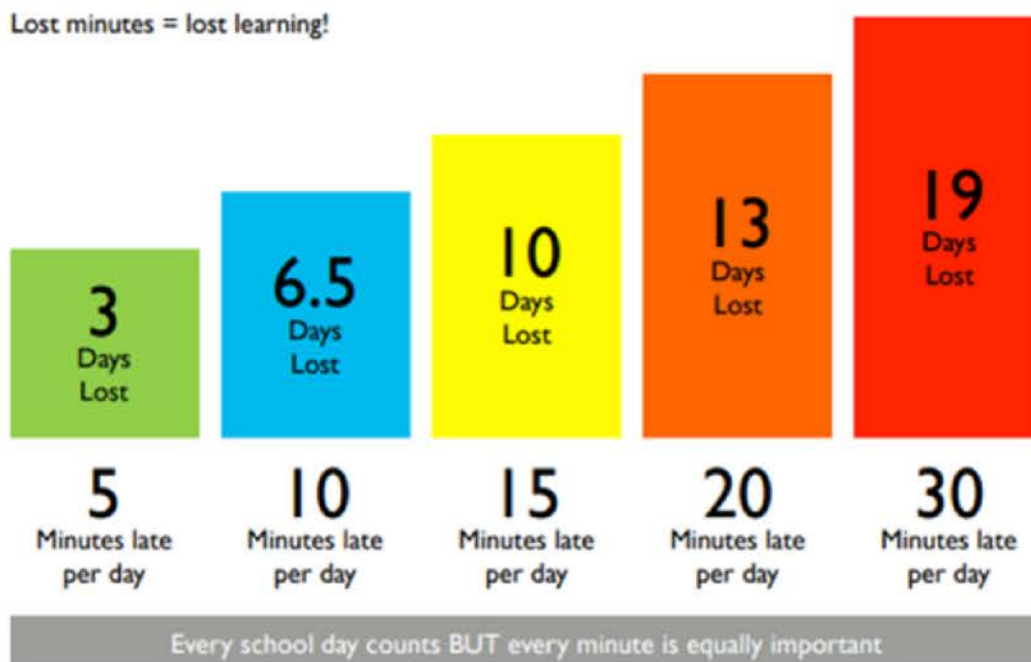 Lost minutes = lost learning!
3
Days
Lost
6.5
Days
Lost
10
Days
Lost
13
Days
Lost
19
Days
Lost
5
Minutes late
per day
10
Minutes late
per day
15
Minutes late
per day
20
Minutes late
per day
30
Minutes late
per day
Every school day counts BUT every minute is equally important